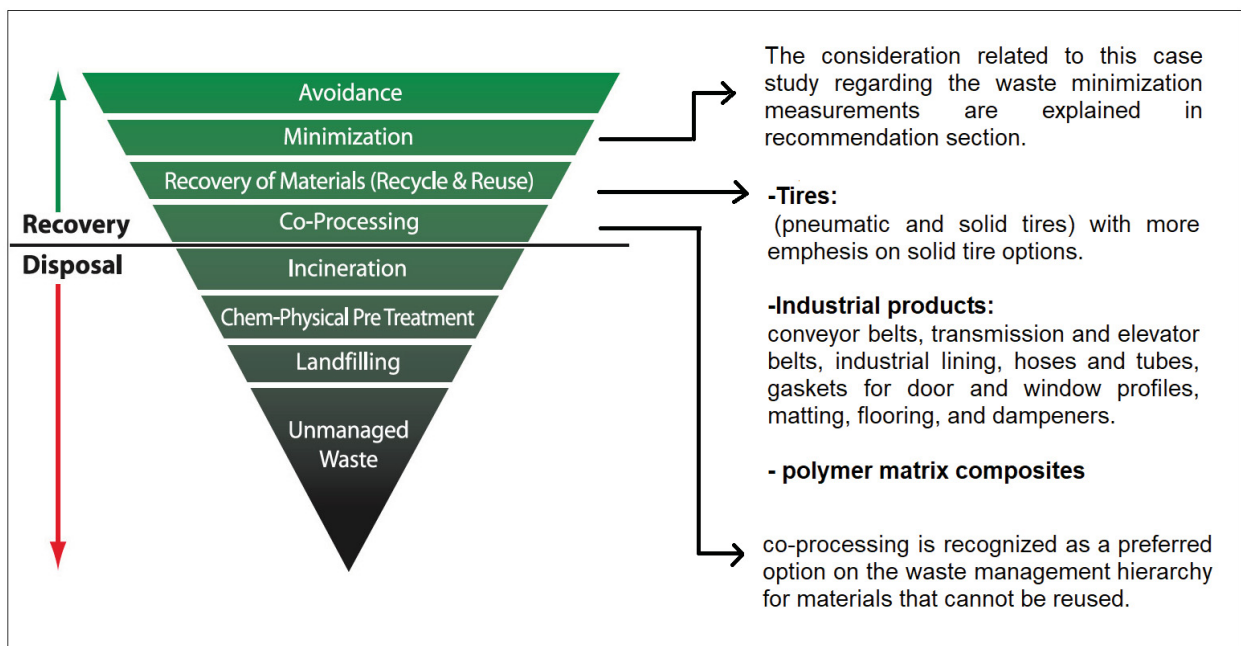 Avoidance
Minimization
Recovery of Materials (Recycle & Reuse)
Co-Processing
Recovery
Disposal
Incineration
Chem-Physical Pre Treatment
Landfilling
Unmanaged
Waste
The consideration related to this case
study regarding the waste minimization
measurements are explained in
recommendation section.
-Tires:
(pneumatic and solid tires) with more
emphesis on solid tire options.
-Industrial products:
conveyor belts, transmission and elevator
belts, industrial lining, hoses and tubes,
gaskets for door and window profiles,
matting, flooring, and dampeners.
- polymer matrix composites
co-processing is recognized as a preferred
option on the waste management hierarchy
for materials that cannot be reused.